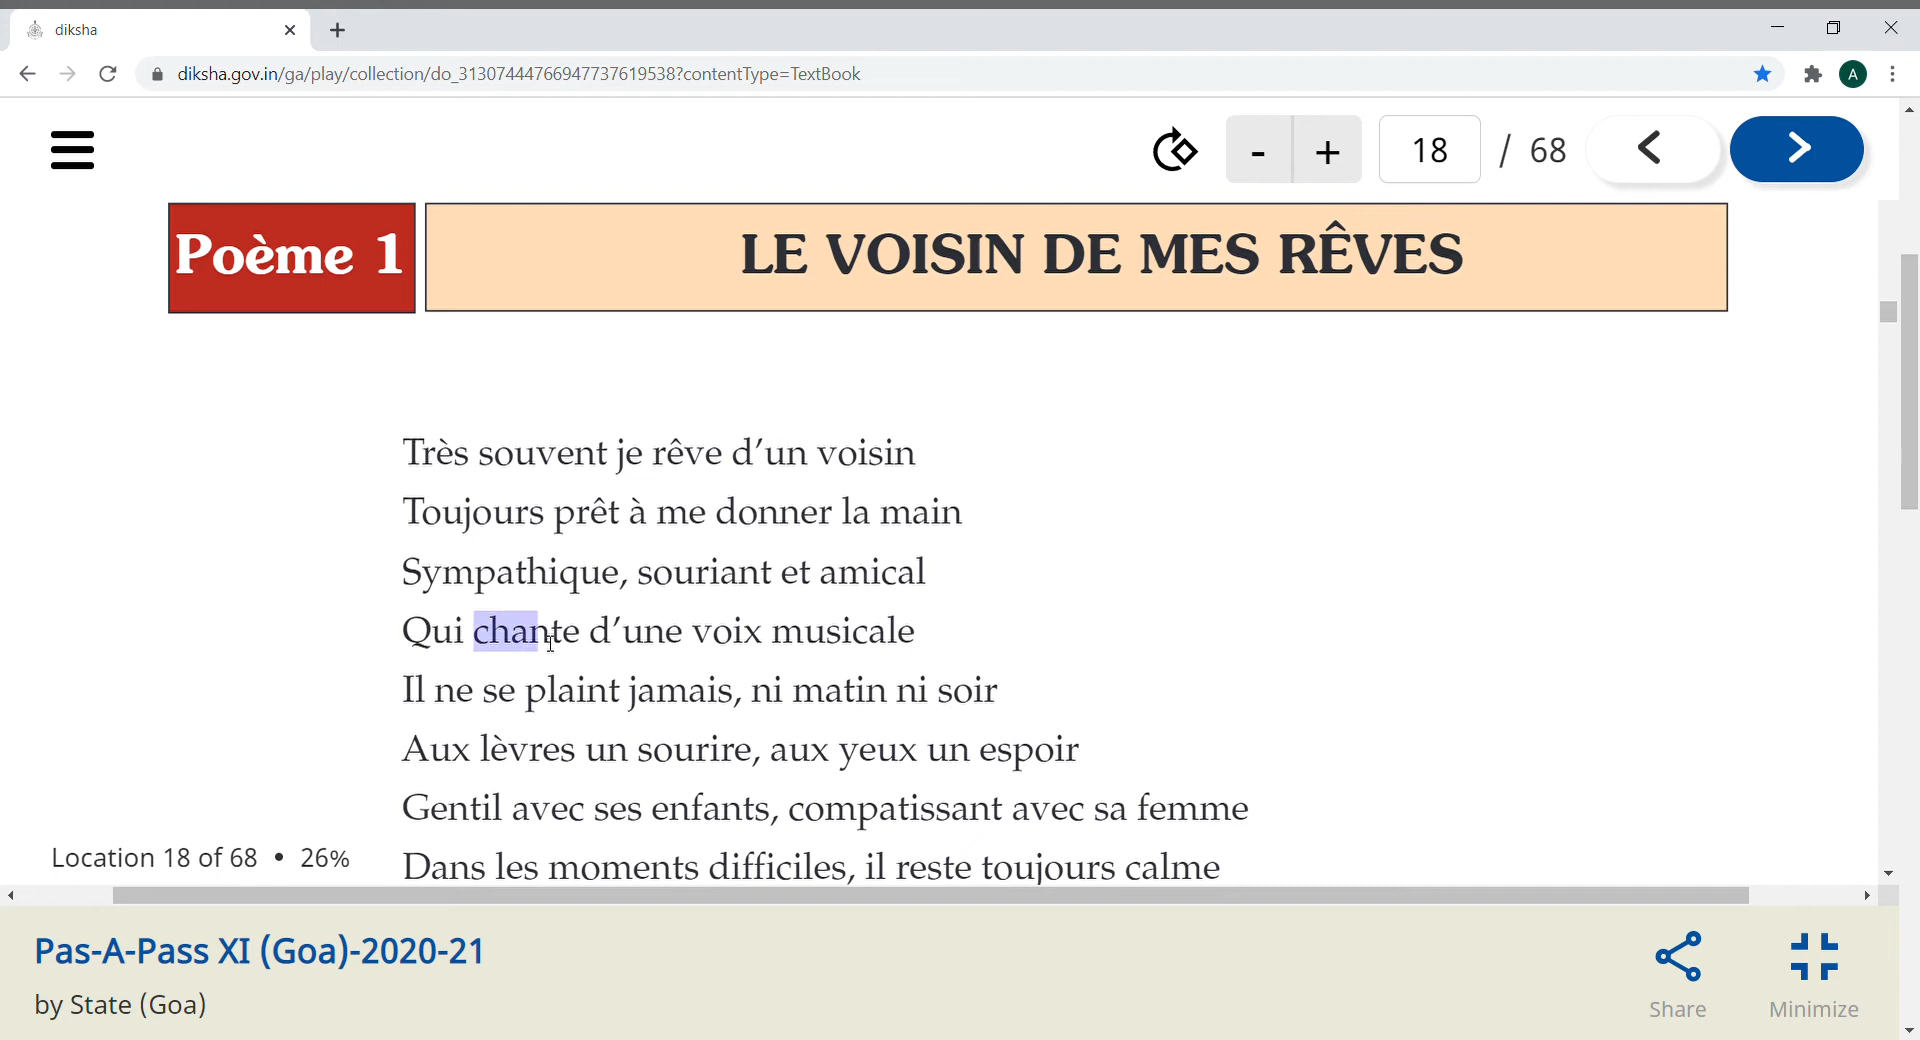 diksha
diksha.gov.in/ga/play/collection/do_31307444766947737619538?contentType=TextBook
A
- + 18 / 68
Poème 1
LE VOISIN DE MES RÊVES
Très souvent je rêve d’un voisin
Toujours prêt à me donner la main
Sympathique, souriant et amical
Qui chante d’une voix musicale
Il ne se plaint jamais, ni matin ni soir
Aux lèvres un sourire, aux yeux un espoir
Gentil avec ses enfants, compatissant avec sa femme
Dans les moments difficiles, il reste toujours calme
Location 18 of 68 • 26%
Pas-A-Pass XI (Goa)-2020-21
by State (Goa)
Share
Minimize